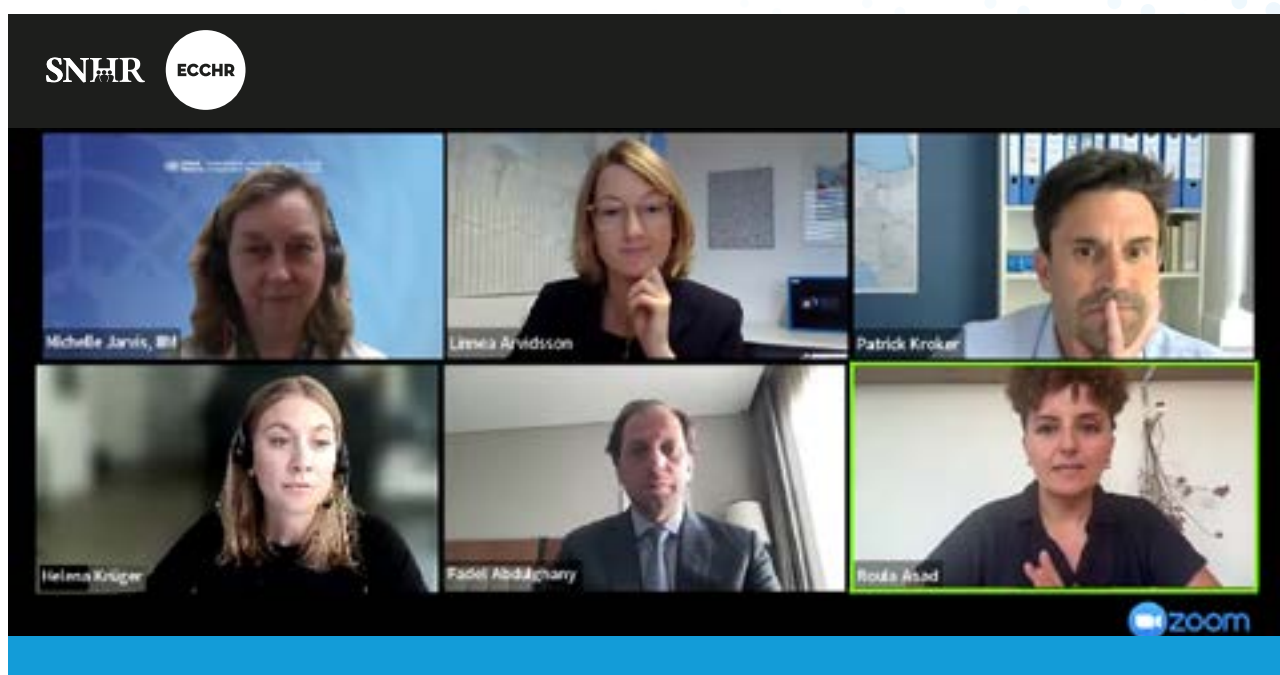 SNHR
ECCHR
Michelle Jarvis, IIIM
Linnea Arvidsson
Patrick Kroker
Helena Krüger
Fadel Abdulghany
Roula Asad
zoom